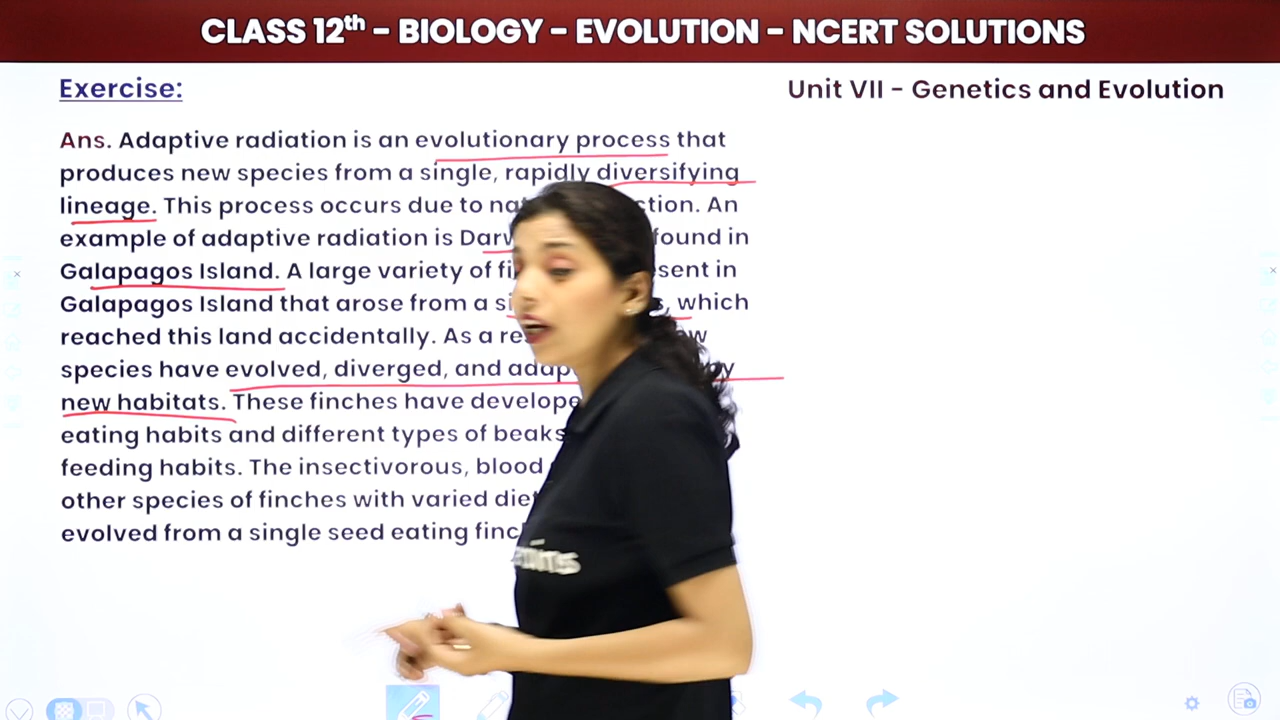 CLASS 12th – BIOLOGY – EVOLUTION – NCERT SOLUTIONS
Exercise:
Unit VII – Genetics and Evolution
Ans. Adaptive radiation is an evolutionary process that
produces new species from a single, rapidly diversifying
lineage. This process occurs due to An
example of adaptive radiation is found in
Galapagos Island. A large variety of in
Galapagos Island that arose from a which
reached this land accidentally. As a
species have evolved, diverged, and
new habitats. These finches have
eating habits and different types of beaks
feeding habits. The insectivorous, blood
other species of finches with varied
evolved from a single seed eating